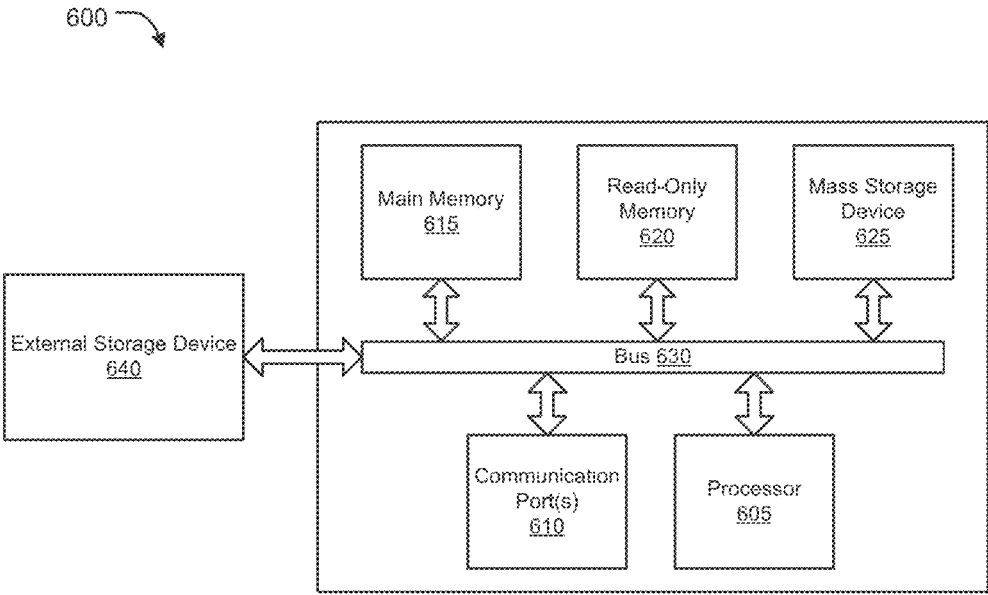 600
Main Memory
615
Read-Only
Memory
620
Mass Storage
Device
625
External Storage Device
640
Bus 630
Communication
Port(s)
610
Processor
605